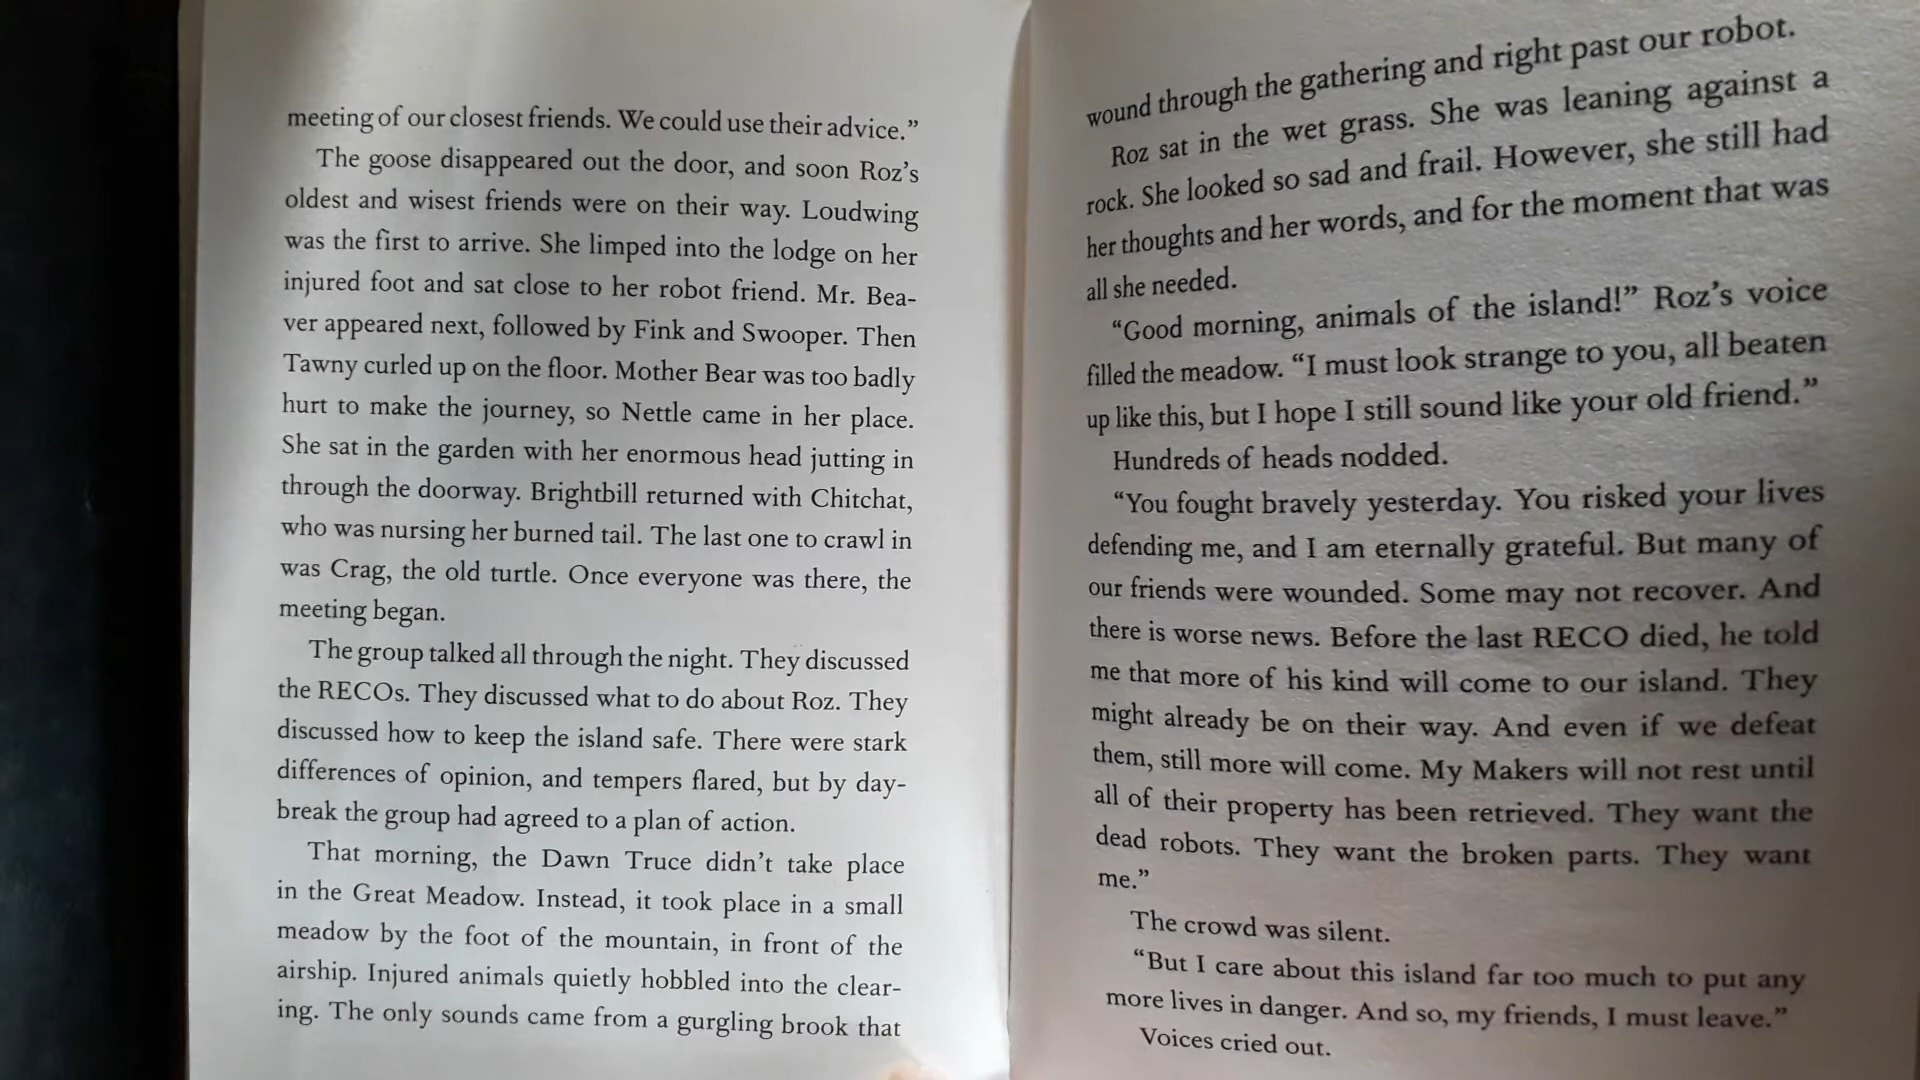 meeting of our closest friends. We could use their advice.”
The goose disappeared out the door, and soon Roz’s
oldest and wisest friends were on their way. Loudwing
was the first to arrive. She limped into the lodge on her
injured foot and sat close to her robot friend. Mr. Bea-
ver appeared next, followed by Fink and Swooper. Then
Tawny curled up on the floor. Mother Bear was too badly
hurt to make the journey, so Nettle came in her place.
She sat in the garden with her enormous head jutting in
through the doorway. Brightbill returned with Chitchat,
who was nursing her burned tail. The last one to crawl in
was Crag, the old turtle. Once everyone was there, the
meeting began.
The group talked all through the night. They discussed
the RECOs. They discussed what to do about Roz. They
discussed how to keep the island safe. There were stark
differences of opinion, and tempers flared, but by day-
break the group had agreed to a plan of action.
That morning, the Dawn Truce didn’t take place
in the Great Meadow. Instead, it took place in a small
meadow by the foot of the mountain, in front of the
airship. Injured animals quietly hobbled into the clear-
ing. The only sounds came from a gurgling brook that
wound through the gathering and right past our robot.
Roz sat in the wet grass. She was leaning against a
rock. She looked so sad and frail. However, she still had
her thoughts and her words, and for the moment that was
all she needed.
“Good morning, animals of the island!” Roz’s voice
filled the meadow. “I must look strange to you, all beaten
up like this, but I hope I still sound like your old friend.”
Hundreds of heads nodded.
“You fought bravely yesterday. You risked your lives
defending me, and I am eternally grateful. But many of
our friends were wounded. Some may not recover. And
there is worse news. Before the last RECO died, he told
me that more of his kind will come to our island. They
might already be on their way. And even if we defeat
them, still more will come. My Makers will not rest until
all of their property has been retrieved. They want the
dead robots. They want the broken parts. They want
me.”
The crowd was silent.
“But I care about this island far too much to put any
more lives in danger. And so, my friends, I must leave.”
Voices cried out.